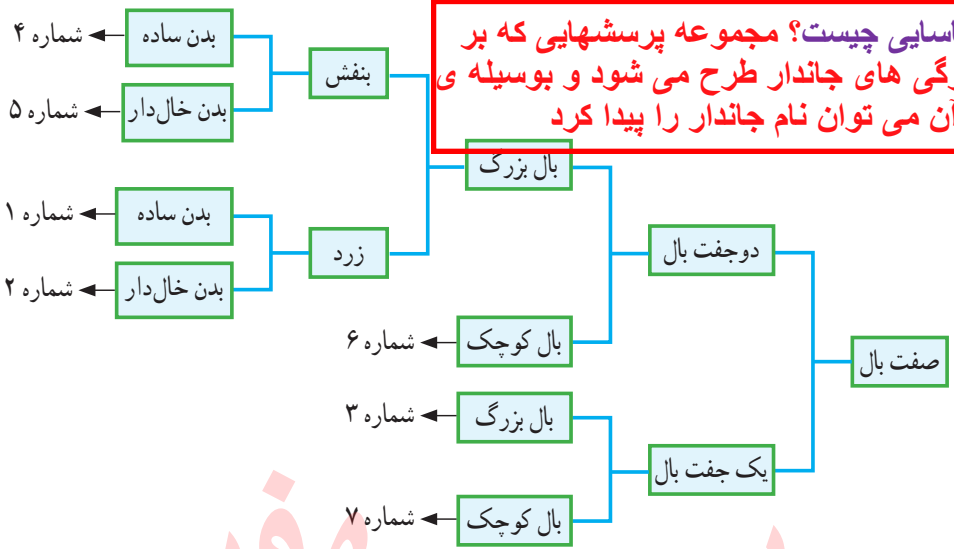 چیست؟ مجموعه پرسشهایی که بر
های جاندار طرح می شود و بوسیله ی
آن می توان نام جاندار را پیدا کرد
صفت بال
دوجفت بال
یک جفت بال
بال بزرگ
بال کوچک ← شماره ۶
بال بزرگ ← شماره ۳
بال کوچک ← شماره ۷
بنفش
زرد
بدن ساده ← شماره ۴
بدن خال‌دار ← شماره ۵
بدن ساده ← شماره ۱
بدن خال‌دار ← شماره ۲